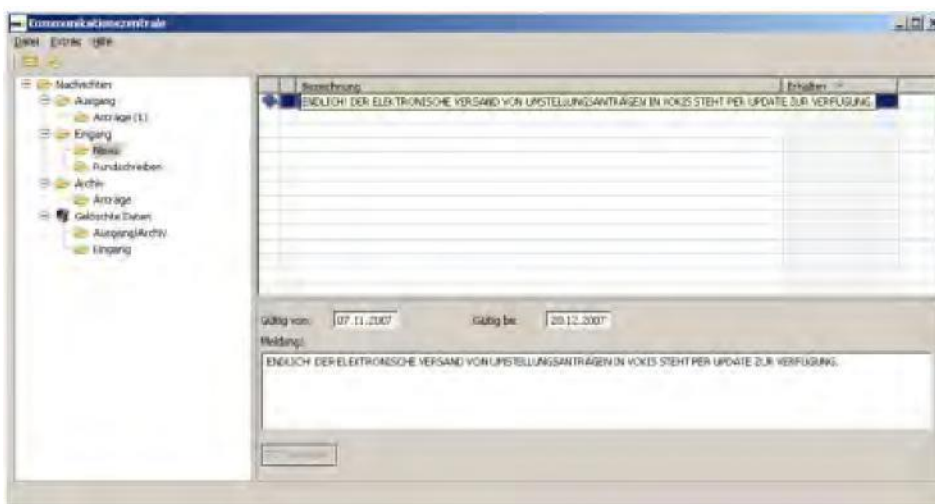 Kommunikationszentrale
Datei Extras Hilfe
Nachrichten
Ausgang
Anträge (1)
Eingang
News
Rundschreiben
Archiv
Anträge
Gelöschte Daten
Ausgang/Archiv
Eingang
Bezeichnung Erhalten
ENDLICH! DER ELEKTRONISCHE VERSAND VON UMSTELLUNGSANTRÄGEN IN VOKIS STEHT PER UPDATE ZUR VERFÜGUNG.
Gültig von: 07.11.2007 Gültig bis: 20.12.2007
Meldung:
ENDLICH! DER ELEKTRONISCHE VERSAND VON UMSTELLUNGSANTRÄGEN IN VOKIS STEHT PER UPDATE ZUR VERFÜGUNG.